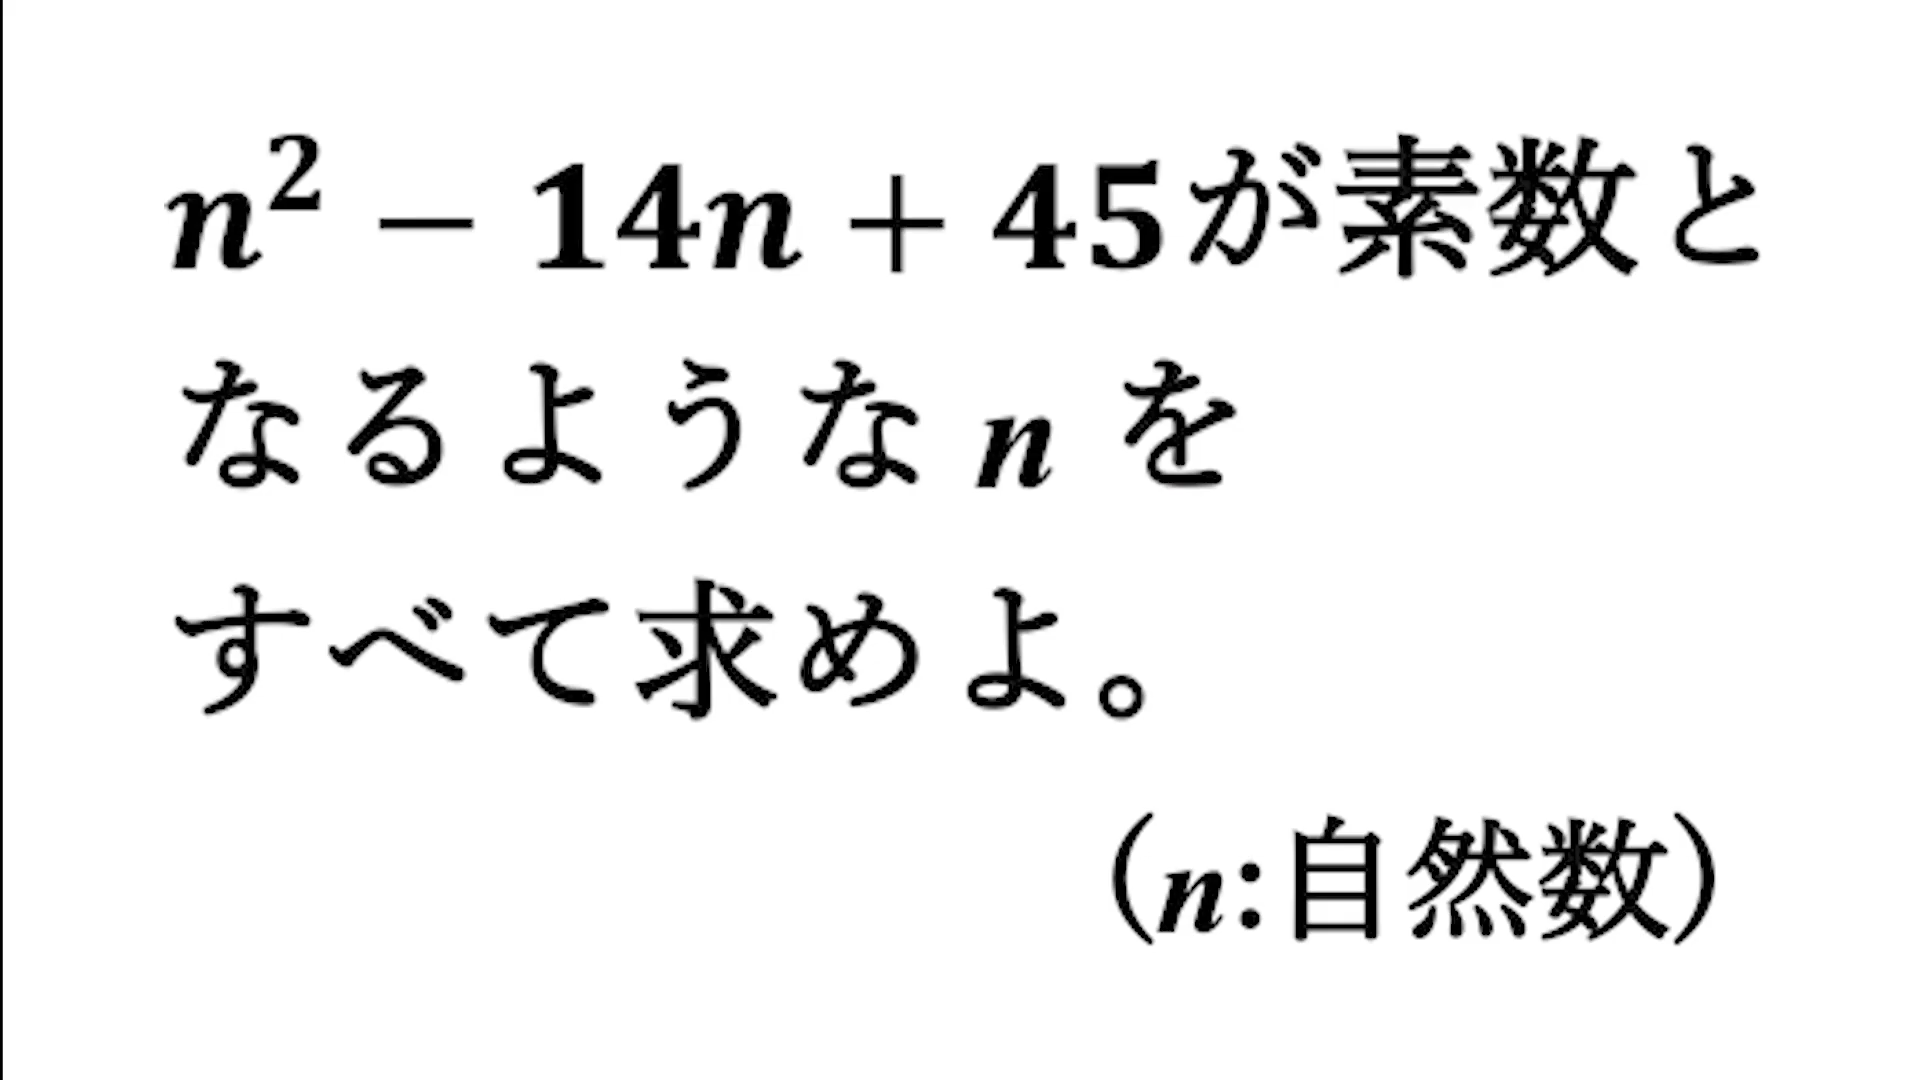 n² − 14n + 45が素数と
なるような n を
すべて求めよ。
（n:自然数）